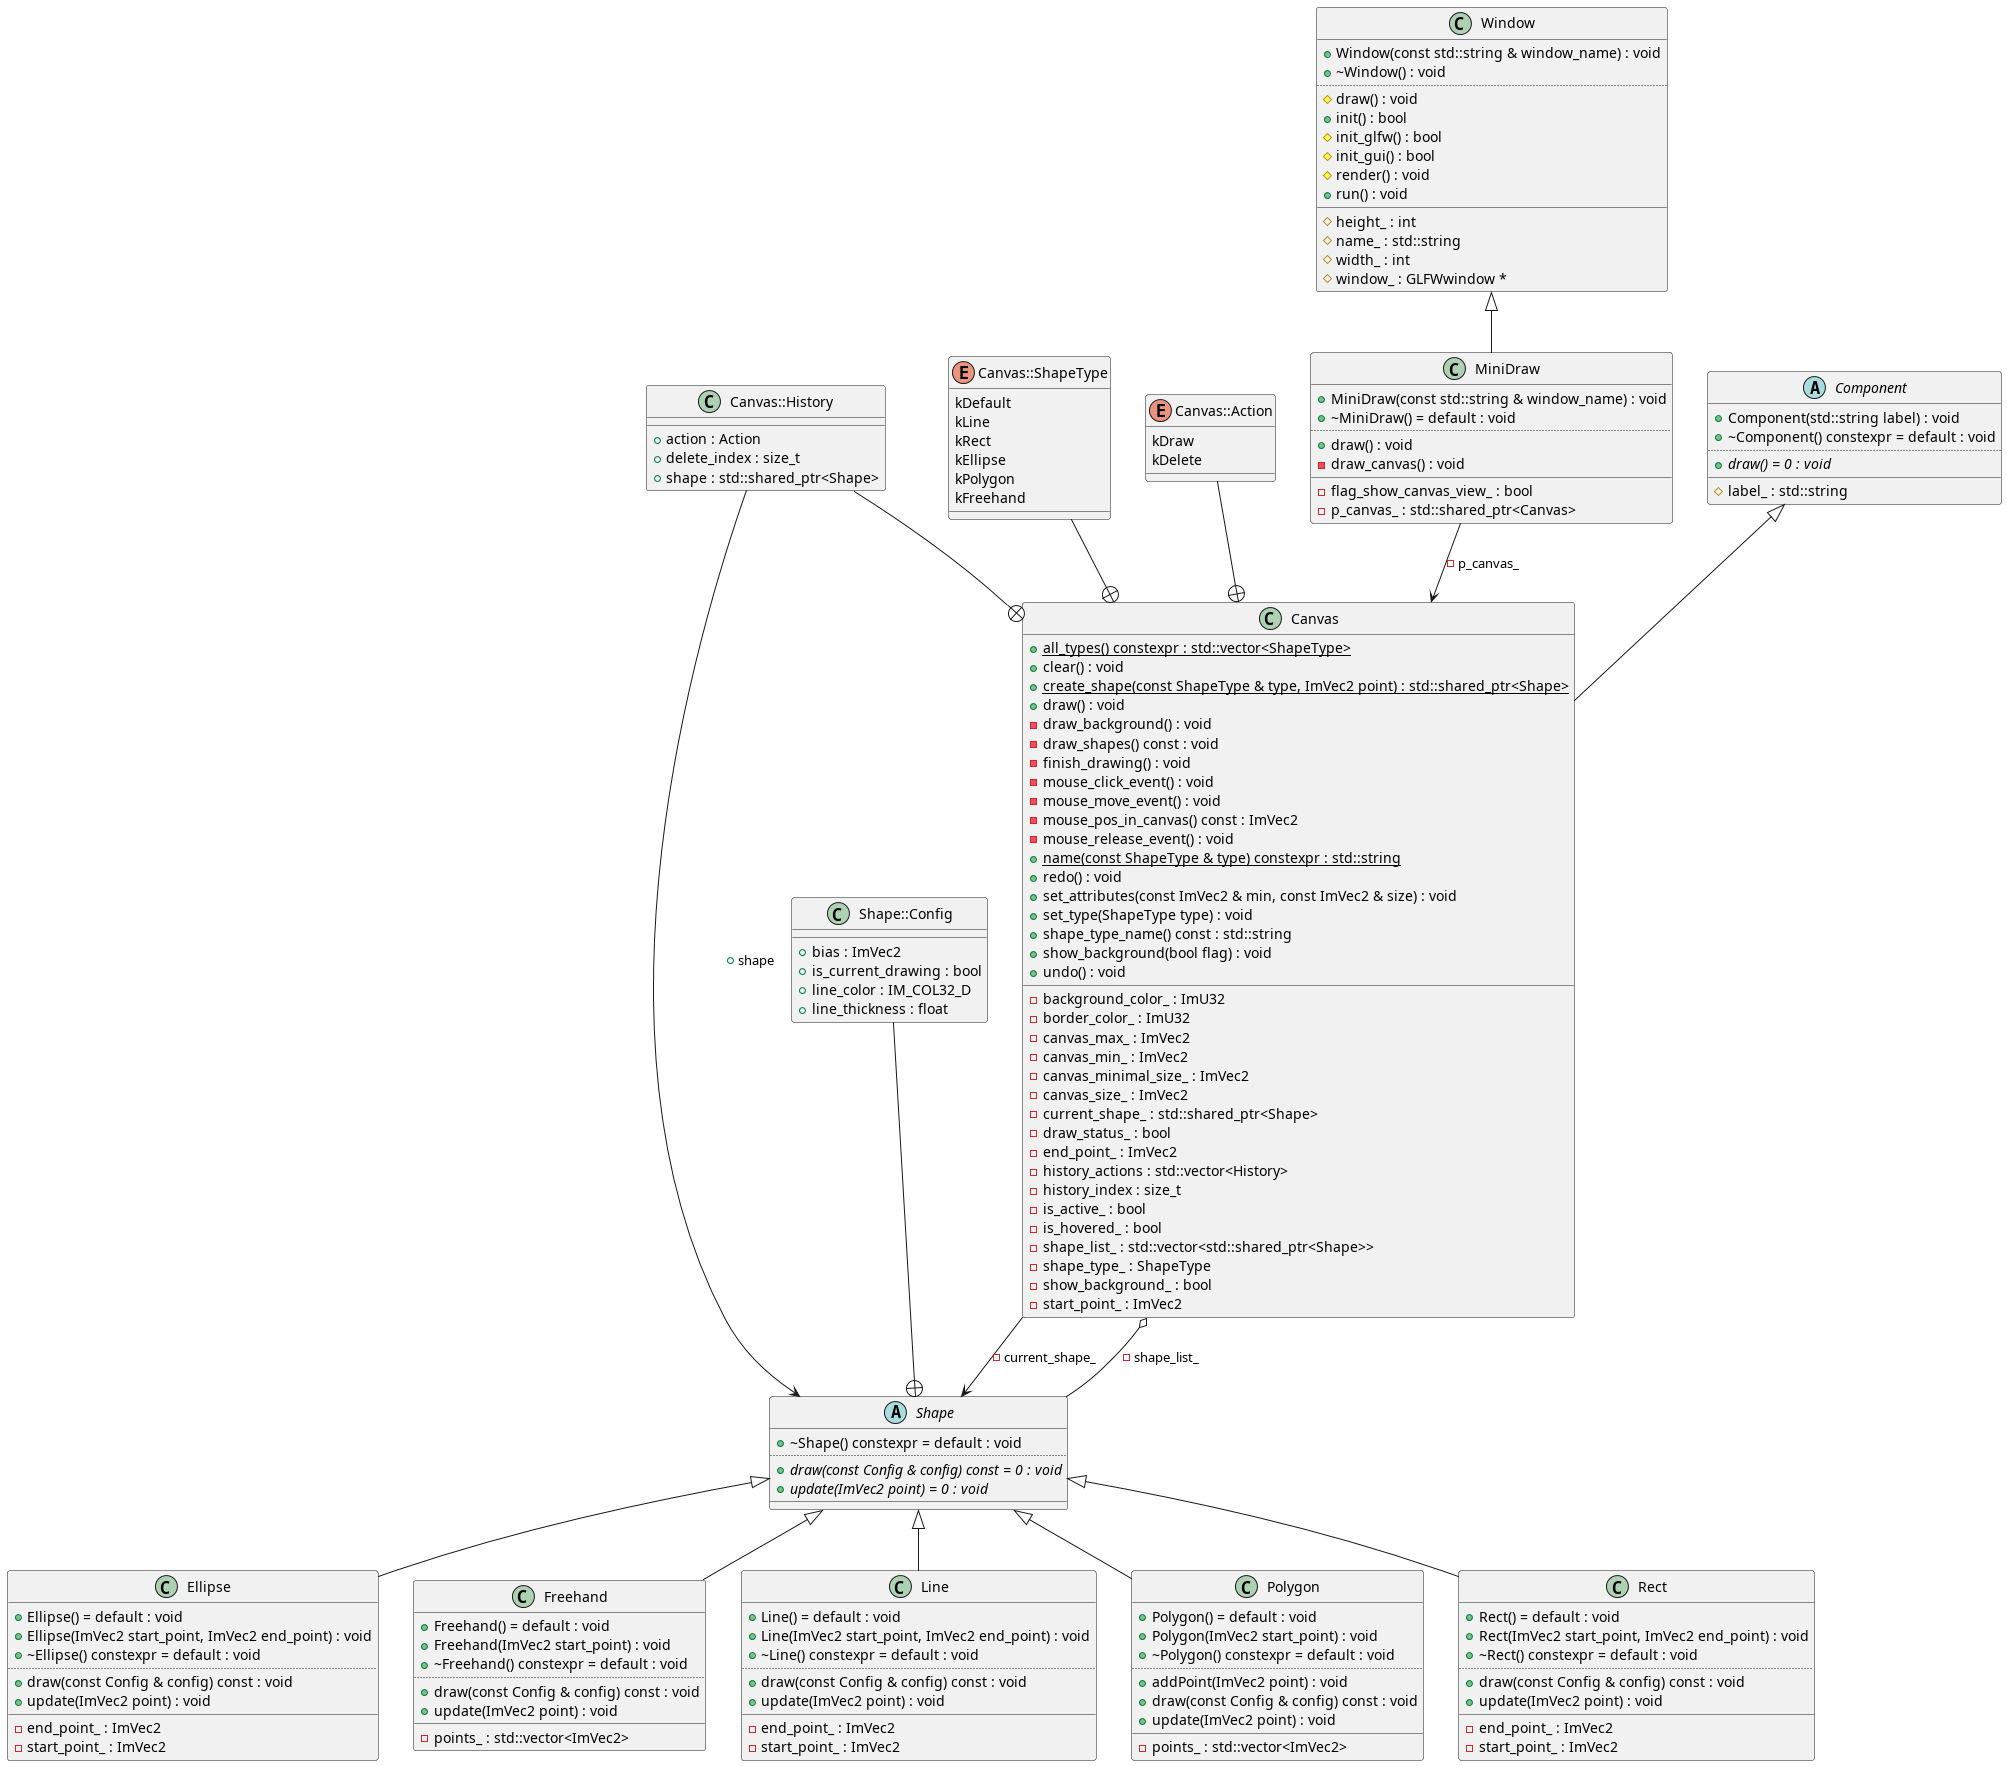 Window
Window(const std::string & window_name) : void
~Window() : void
draw() : void
init() : bool
init_glfw() : bool
init_gui() : bool
render() : void
run() : void
height_ : int
name_ : std::string
width_ : int
window_ : GLFWwindow *
Canvas::History
action : Action
delete_index : size_t
shape : std::shared_ptr<Shape>
E Canvas::ShapeType
kDefault
kLine
kRect
kEllipse
kPolygon
kFreehand
E Canvas::Action
kDraw
kDelete
C MiniDraw
MiniDraw(const std::string & window_name) : void
~MiniDraw() = default : void
draw() : void
draw_canvas() : void
flag_show_canvas_view_ : bool
p_canvas_ : std::shared_ptr<Canvas>
A Component
Component(std::string label) : void
~Component() constexpr = default : void
draw() = 0 : void
label_ : std::string
p_canvas_
C Canvas
all_types() constexpr : std::vector<ShapeType>
clear() : void
create_shape(const ShapeType & type, ImVec2 point) : std::shared_ptr<Shape>
draw() : void
draw_background() : void
draw_shapes() const : void
finish_drawing() : void
mouse_click_event() : void
mouse_move_event() : void
mouse_pos_in_canvas() const : ImVec2
mouse_release_event() : void
name(const ShapeType & type) constexpr : std::string
redo() : void
set_attributes(const ImVec2 & min, const ImVec2 & size) : void
set_type(ShapeType type) : void
shape_type_name() const : std::string
show_background(bool flag) : void
undo() : void
background_color_ : ImU32
border_color_ : ImU32
canvas_max_ : ImVec2
canvas_min_ : ImVec2
canvas_minimal_size_ : ImVec2
canvas_size_ : ImVec2
current_shape_ : std::shared_ptr<Shape>
draw_status_ : bool
end_point_ : ImVec2
history_actions : std::vector<History>
history_index : size_t
is_active_ : bool
is_hovered_ : bool
shape_list_ : std::vector<std::shared_ptr<Shape>>
shape_type_ : ShapeType
show_background_ : bool
start_point_ : ImVec2
shape
C Shape::Config
bias : ImVec2
is_current_drawing : bool
line_color : IM_COL32_D
line_thickness : float
current_shape_
shape_list_
A Shape
~Shape() constexpr = default : void
draw(const Config & config) const = 0 : void
update(ImVec2 point) = 0 : void
C Ellipse
Ellipse() = default : void
Ellipse(ImVec2 start_point, ImVec2 end_point) : void
~Ellipse() constexpr = default : void
draw(const Config & config) const : void
update(ImVec2 point) : void
end_point_ : ImVec2
start_point_ : ImVec2
C Freehand
Freehand() = default : void
Freehand(ImVec2 start_point) : void
~Freehand() constexpr = default : void
draw(const Config & config) const : void
update(ImVec2 point) : void
points_ : std::vector<ImVec2>
C Line
Line() = default : void
Line(ImVec2 start_point, ImVec2 end_point) : void
~Line() constexpr = default : void
draw(const Config & config) const : void
update(ImVec2 point) : void
end_point_ : ImVec2
start_point_ : ImVec2
C Polygon
Polygon() = default : void
Polygon(ImVec2 start_point) : void
~Polygon() constexpr = default : void
addPoint(ImVec2 point) : void
draw(const Config & config) const : void
update(ImVec2 point) : void
points_ : std::vector<ImVec2>
C Rect
Rect() = default : void
Rect(ImVec2 start_point, ImVec2 end_point) : void
~Rect() constexpr = default : void
draw(const Config & config) const : void
update(ImVec2 point) : void
end_point_ : ImVec2
start_point_ : ImVec2